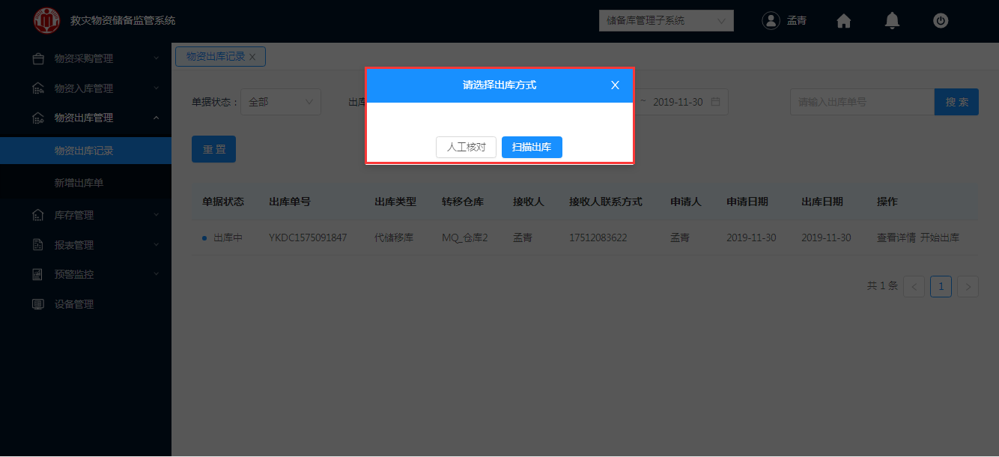 救灾物资储备监管系统
储备库管理子系统
孟青
物资采购管理
物资入库管理
物资出库管理
物资出库记录
新增出库单
库存管理
报表管理
预警监控
设备管理
物资出库记录 x
单据状态：
全部
出库
~ 2019-11-30
请输入出库单号
搜 索
重 置
请选择出库方式
X
人工核对
扫描出库
单据状态 出库单号 出库类型 转移仓库 接收人 接收人联系方式 申请人 申请日期 出库日期 操作
出库中 YKDC1575091847 代储移库 MQ_仓库2 孟青 17512083622 孟青 2019-11-30 2019-11-30 查看详情 开始出库
共 1 条 < 1 >